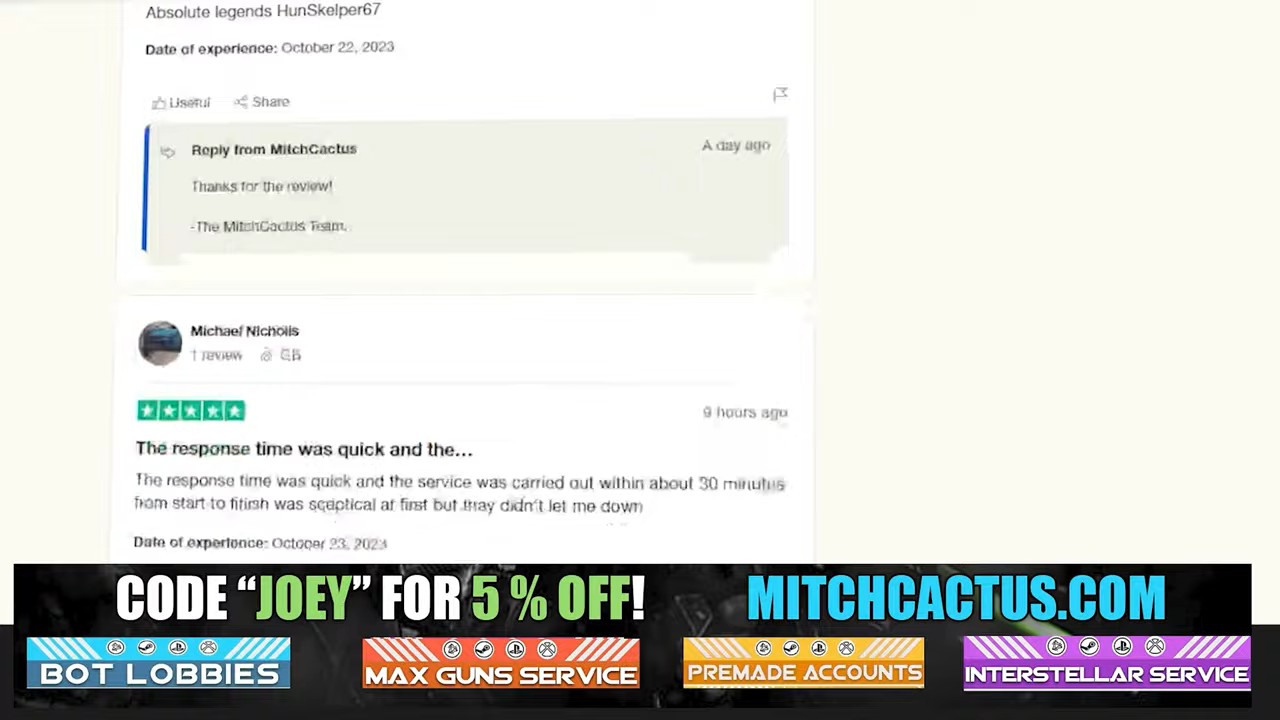 Absolute legends HunSkelper67
Date of experience: October 22, 2023
Useful Share
Reply from MitchCactus A day ago
Thanks for the review!
-The MitchCactus Team.
Michael Nicholls
1 review GB
9 hours ago
The response time was quick and the...
The response time was quick and the service was carried out within about 30 minutes
from start to finish was sceptical at first but they didn't let me down
Date of experience: October 23, 2023
CODE “JOEY” FOR 5 % OFF! MITCHCACTUS.COM
BOT LOBBIES MAX GUNS SERVICE PREMADE ACCOUNTS INTERSTELLAR SERVICE